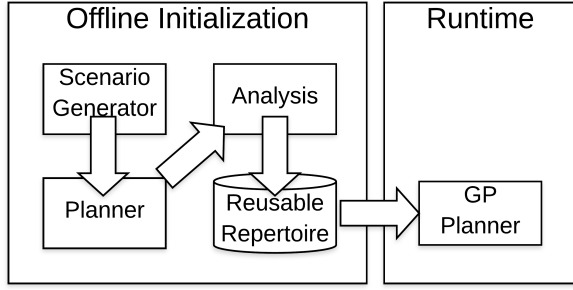 Offline Initialization
Scenario
Generator
Planner
Analysis
Reusable
Repertoire
Runtime
GP
Planner